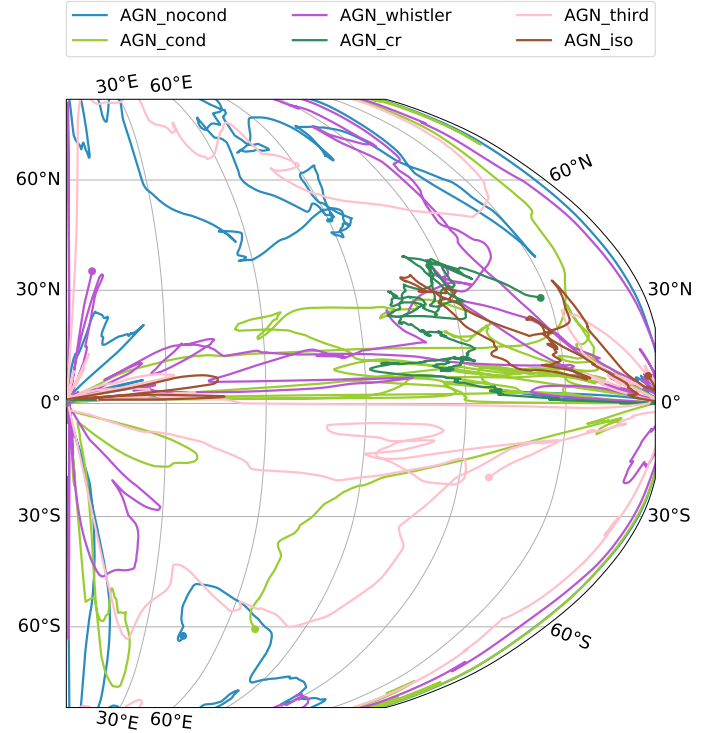 AGN_nocond AGN_whistler AGN_third
AGN_cond AGN_cr AGN_iso
30°E 60°E
60°N 60°N
30°N 30°N
0° 0°
30°S 30°S
60°S 60°S
30°E 60°E